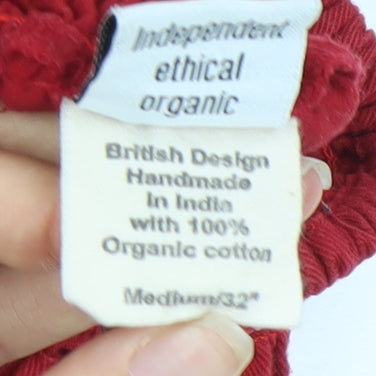 Independent
ethical
organic
British Design
Handmade
In India
with 100%
Organic cotton
Medium/32"